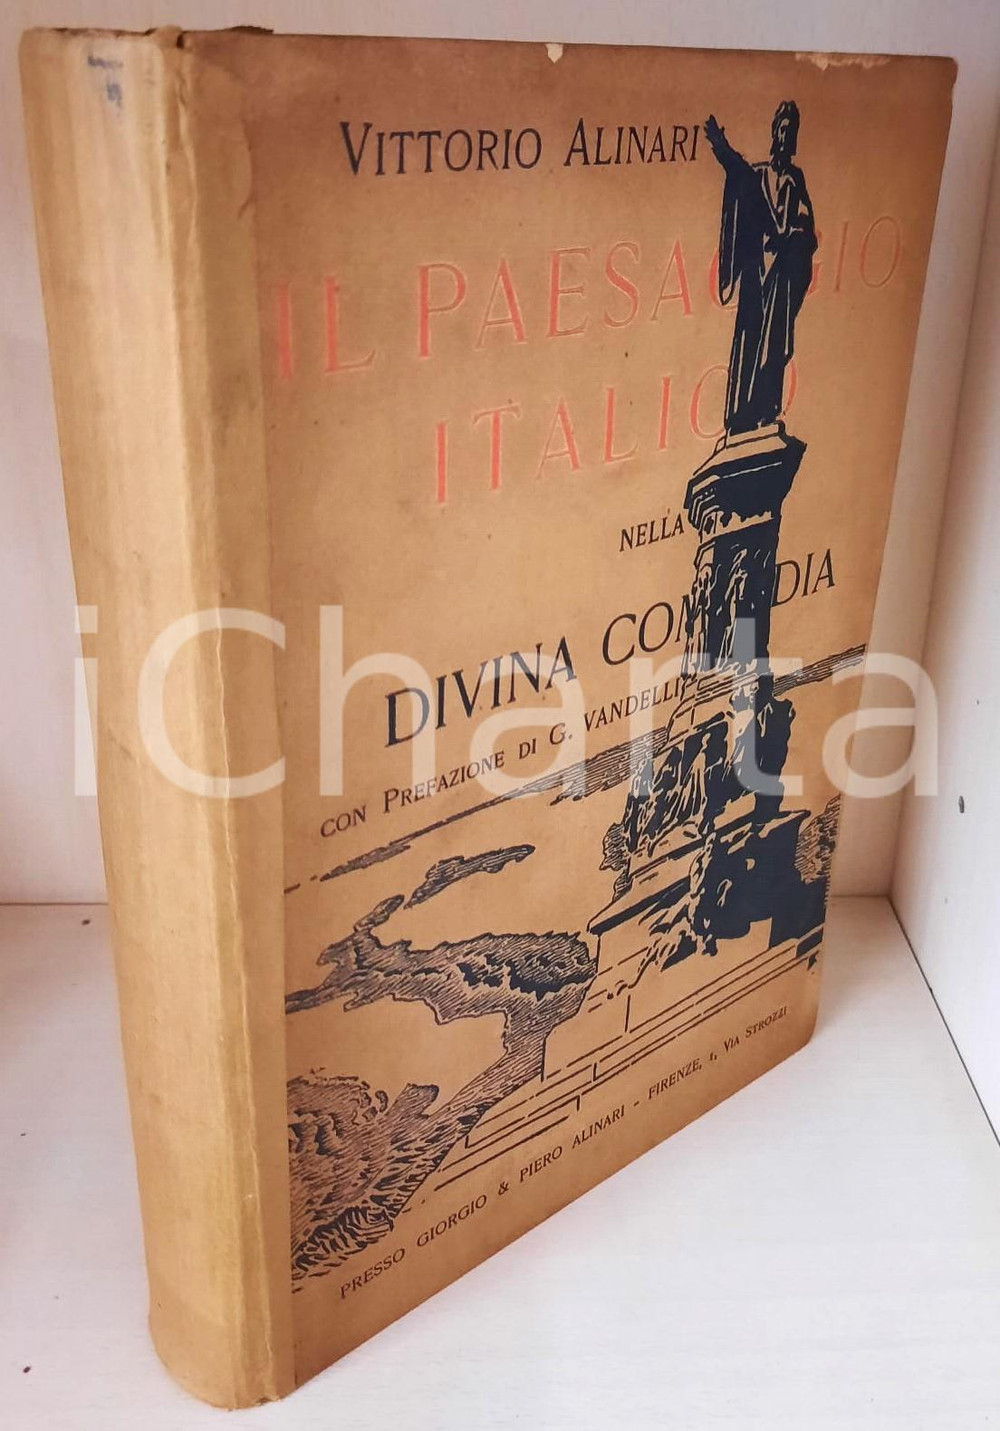 VITTORIO ALINARI
IL PAESAGGIO
ITALICO
NELLA
DIVINA COMMEDIA
CON PREFAZIONE DI G. VANDELLI
PRESSO GIORGIO & PIERO ALINARI - FIRENZE, 1, VIA STROZZI
iCharta